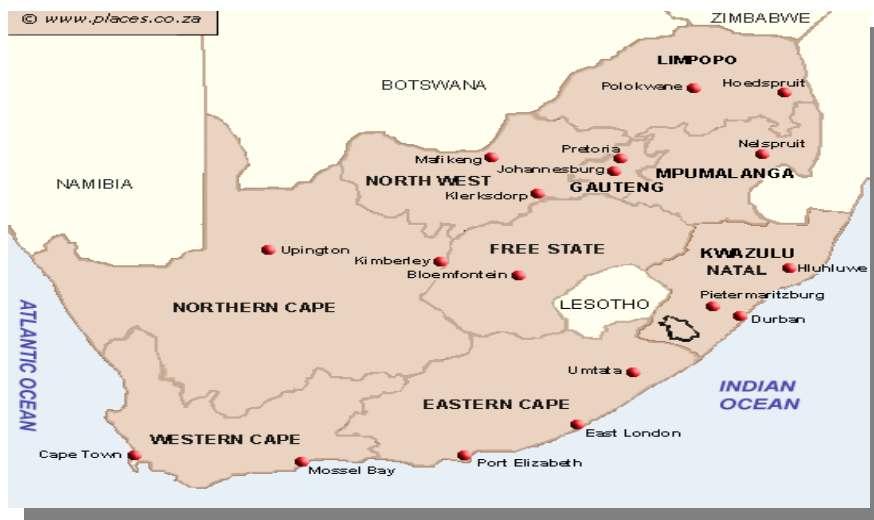 © www.places.co.za
ZIMBABWE
LIMPOPO
BOTSWANA
Polokwane
Hoedspruit
Pretoria
Nelspruit
Mafikeng
Johannesburg
NORTH WEST
MPUMALANGA
NAMIBIA
GAUTENG
Klerksdorp
Upington
FREE STATE
KWAZULU
NATAL
Kimberley
Hluhluwe
Bloemfontein
Pietermaritzburg
LESOTHO
NORTHERN CAPE
Durban
ATLANTIC OCEAN
Umtata
INDIAN
OCEAN
EASTERN CAPE
East London
WESTERN CAPE
Cape Town
Port Elizabeth
Mossel Bay